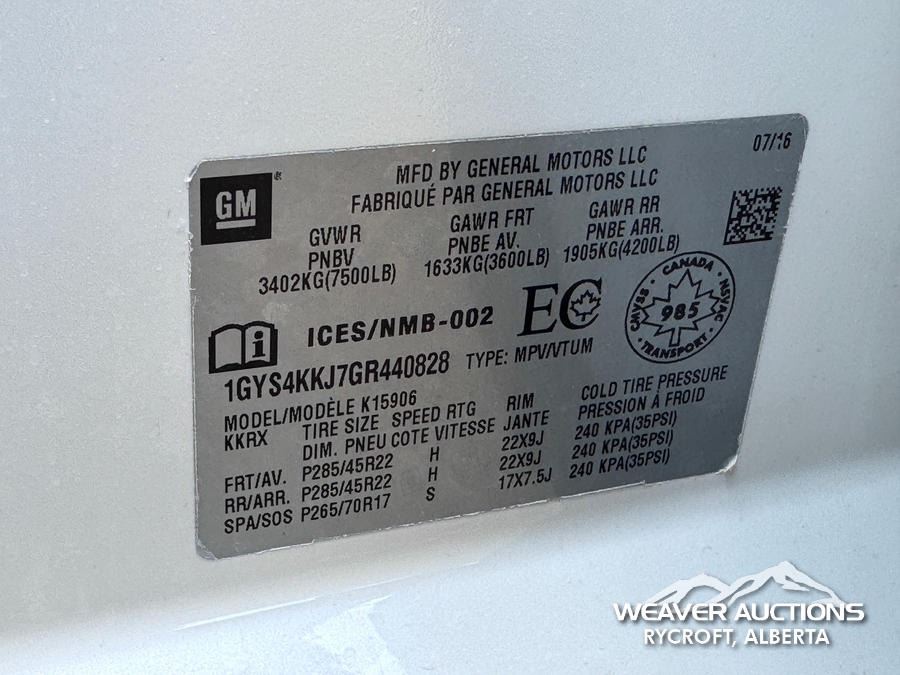 07/16
MFD BY GENERAL MOTORS LLC
FABRIQUÉ PAR GENERAL MOTORS LLC
GM
GVWR GAWR FRT GAWR RR
PNBV PNBE AV. PNBE ARR.
3402KG(7500LB) 1633KG(3600LB) 1905KG(4200LB)
ICES/NMB-002 EC
CANADA
CMVSS 985 NSVAC
TRANSPORT
1GYS4KKJ7GR440828 TYPE: MPV/VTUM
MODEL/MODÈLE K15906
KKRX TIRE SIZE SPEED RTG RIM COLD TIRE PRESSURE
DIM. PNEU COTE VITESSE JANTE PRESSION À FROID
FRT/AV. P285/45R22 H 22X9J 240 KPA(35PSI)
RR/ARR. P285/45R22 H 22X9J 240 KPA(35PSI)
SPA/SOS P265/70R17 S 17X7.5J 240 KPA(35PSI)
WEAVER AUCTIONS
RYCROFT, ALBERTA